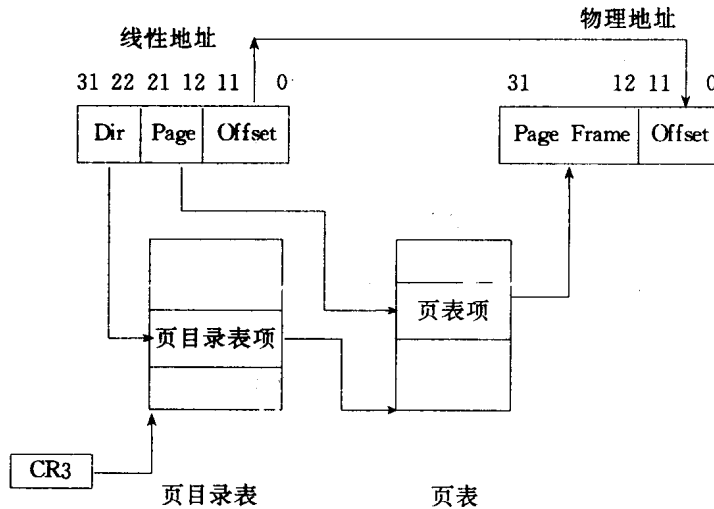 线性地址
物理地址
31 22 21 12 11 0
31 12 11 0
Dir Page Offset
Page Frame Offset
页目录表项
页表项
CR3
页目录表
页表